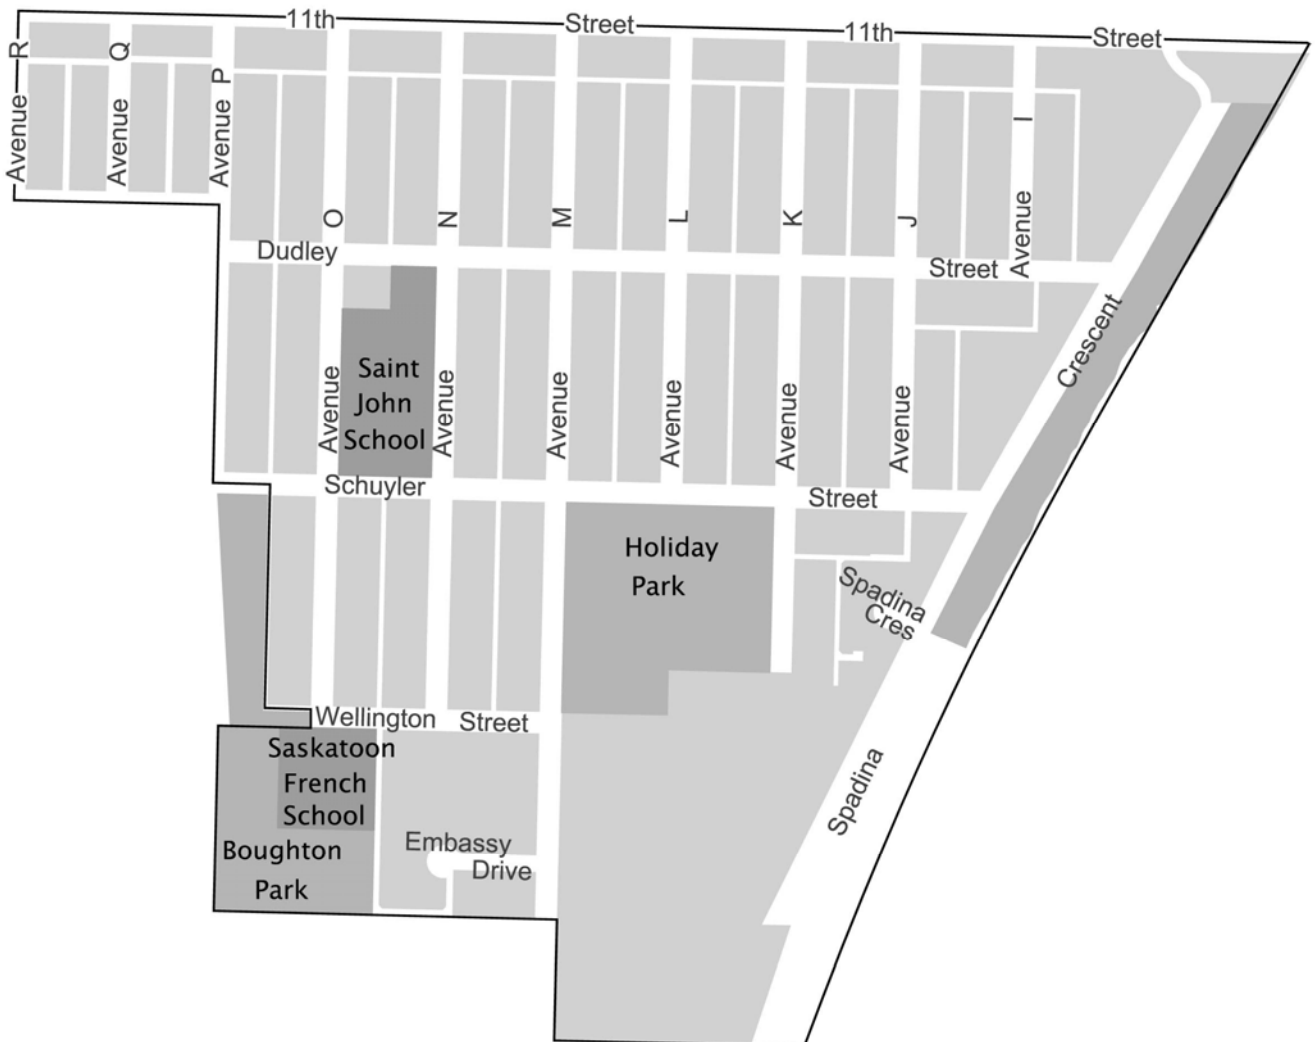 11th Street 11th Street
Avenue R
Avenue Q
Avenue P
O
N
M
L
K
J
Avenue I
Dudley Street
Crescent
Saint
John
School
Avenue
Avenue
Avenue
Avenue
Avenue
Avenue
Schuyler Street
Holiday
Park
Spadina
Cres
Wellington Street
Saskatoon
French
School
Boughton
Park
Embassy
Drive
Spadina